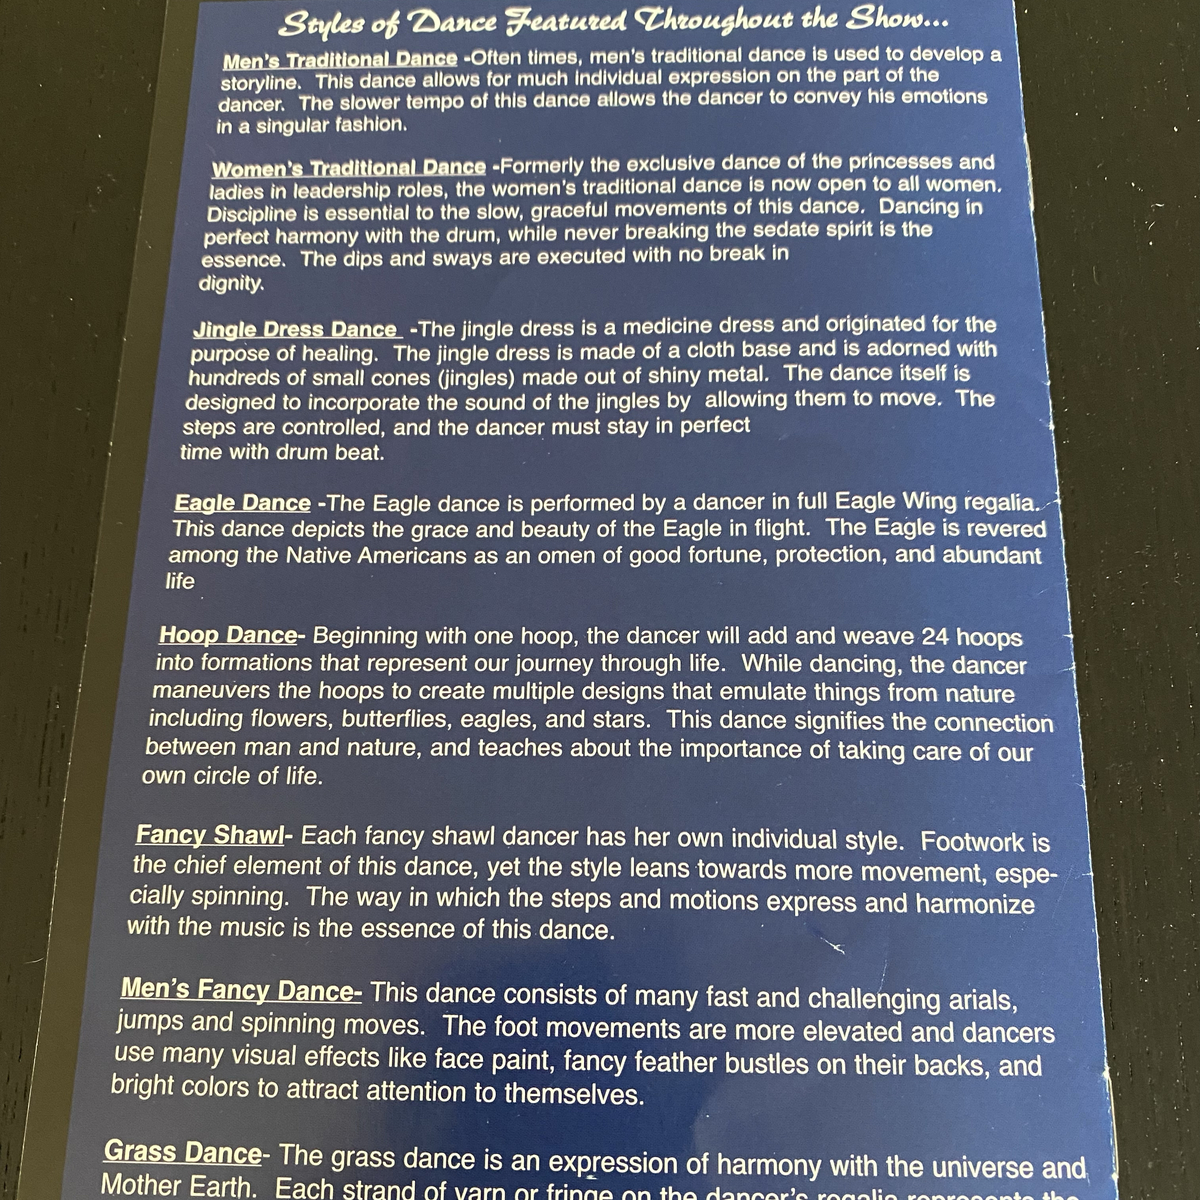 Styles of Dance Featured Throughout the Show...
Men's Traditional Dance -Often times, men's traditional dance is used to develop a
storyline.  This dance allows for much individual expression on the part of the
dancer.  The slower tempo of this dance allows the dancer to convey his emotions
in a singular fashion.
Women's Traditional Dance -Formerly the exclusive dance of the princesses and
ladies in leadership roles, the women's traditional dance is now open to all women.
Discipline is essential to the slow, graceful movements of this dance.  Dancing in
perfect harmony with the drum, while never breaking the sedate spirit is the
essence.  The dips and sways are executed with no break in
dignity.
Jingle Dress Dance  -The jingle dress is a medicine dress and originated for the
purpose of healing.  The jingle dress is made of a cloth base and is adorned with
hundreds of small cones (jingles) made out of shiny metal.  The dance itself is
designed to incorporate the sound of the jingles by  allowing them to move.  The
steps are controlled, and the dancer must stay in perfect
time with drum beat.
Eagle Dance -The Eagle dance is performed by a dancer in full Eagle Wing regalia.
This dance depicts the grace and beauty of the Eagle in flight.  The Eagle is revered
among the Native Americans as an omen of good fortune, protection, and abundant
life
Hoop Dance- Beginning with one hoop, the dancer will add and weave 24 hoops
into formations that represent our journey through life.  While dancing, the dancer
maneuvers the hoops to create multiple designs that emulate things from nature
including flowers, butterflies, eagles, and stars.  This dance signifies the connection
between man and nature, and teaches about the importance of taking care of our
own circle of life.
Fancy Shawl- Each fancy shawl dancer has her own individual style.  Footwork is
the chief element of this dance, yet the style leans towards more movement, espe-
cially spinning.  The way in which the steps and motions express and harmonize
with the music is the essence of this dance.
Men's Fancy Dance- This dance consists of many fast and challenging arials,
jumps and spinning moves.  The foot movements are more elevated and dancers
use many visual effects like face paint, fancy feather bustles on their backs, and
bright colors to attract attention to themselves.
Grass Dance- The grass dance is an expression of harmony with the universe and
Mother Earth.  Each strand of yarn or fringe on the dancer's regalia represents the